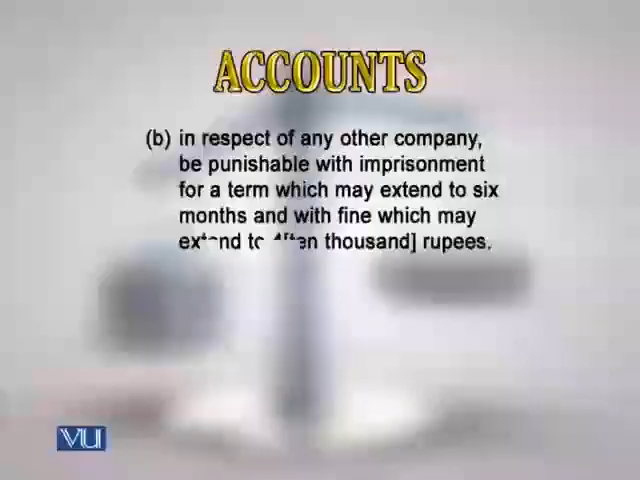 ACCOUNTS
(b) in respect of any other company,
be punishable with imprisonment
for a term which may extend to six
months and with fine which may
thousand] rupees.
VU